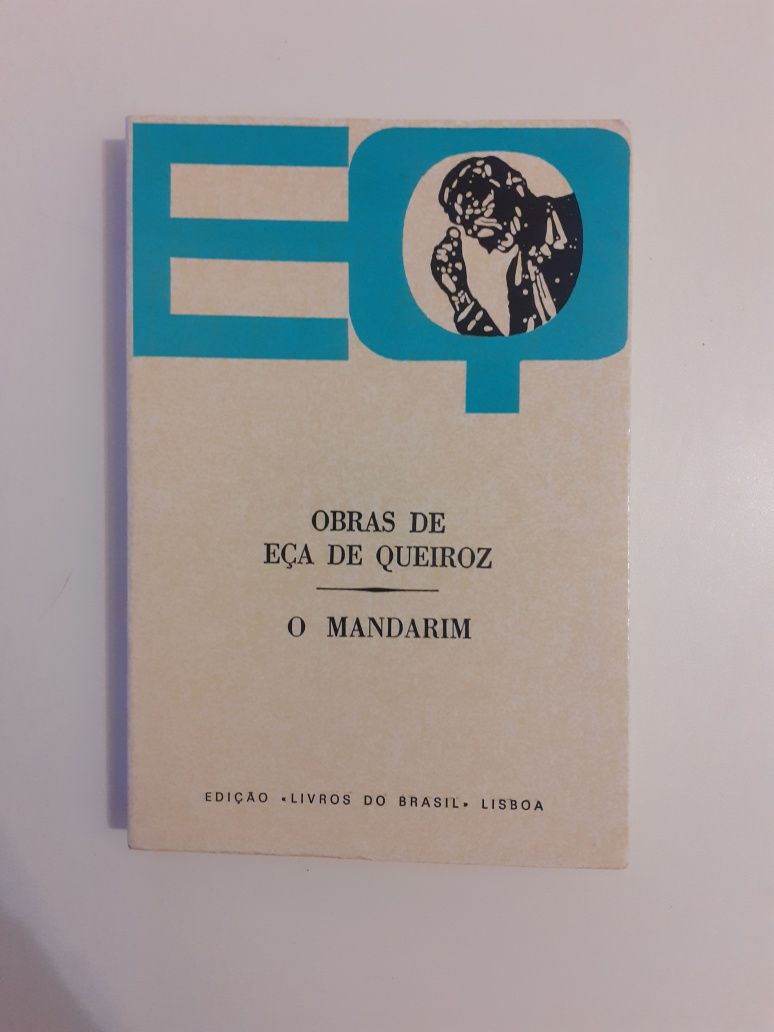 EQ
OBRAS DE
EÇA DE QUEIROZ
O MANDARIM
EDIÇÃO «LIVROS DO BRASIL» LISBOA